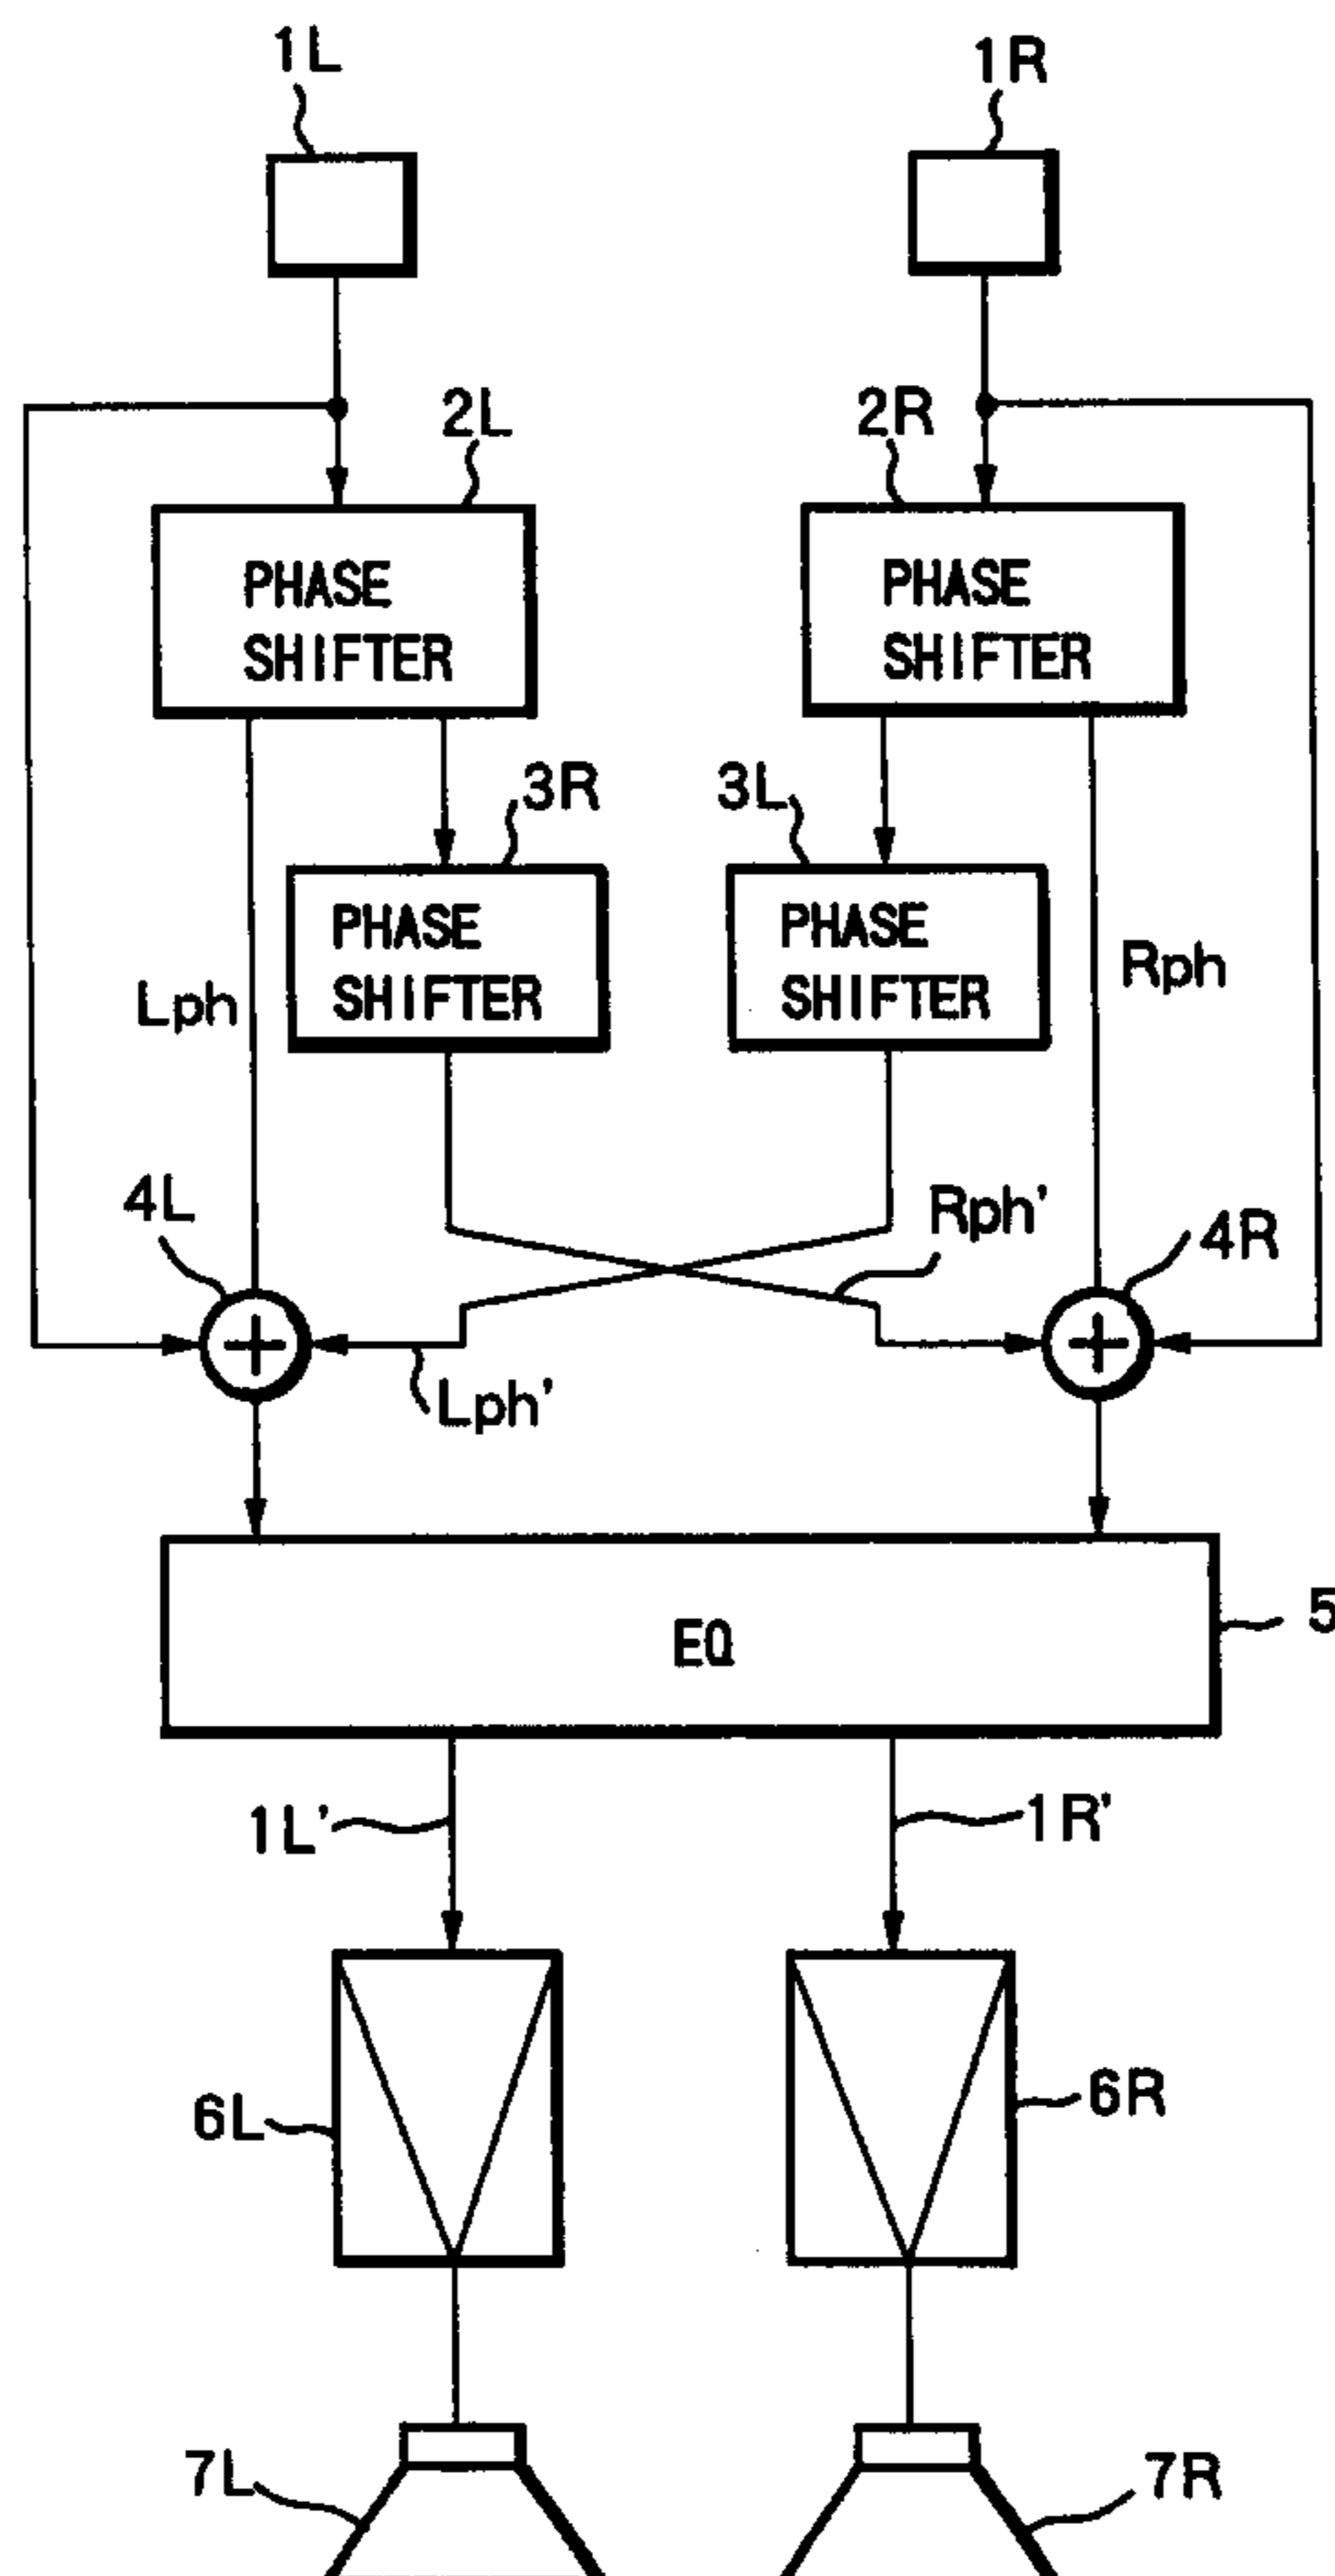 1L
1R
2L
2R
PHASE
SHIFTER
PHASE
SHIFTER
3R
3L
PHASE
SHIFTER
PHASE
SHIFTER
Lph
Rph
4L
Rph'
4R
Lph'
5
EQ
1L'
1R'
6L
6R
7L
7R